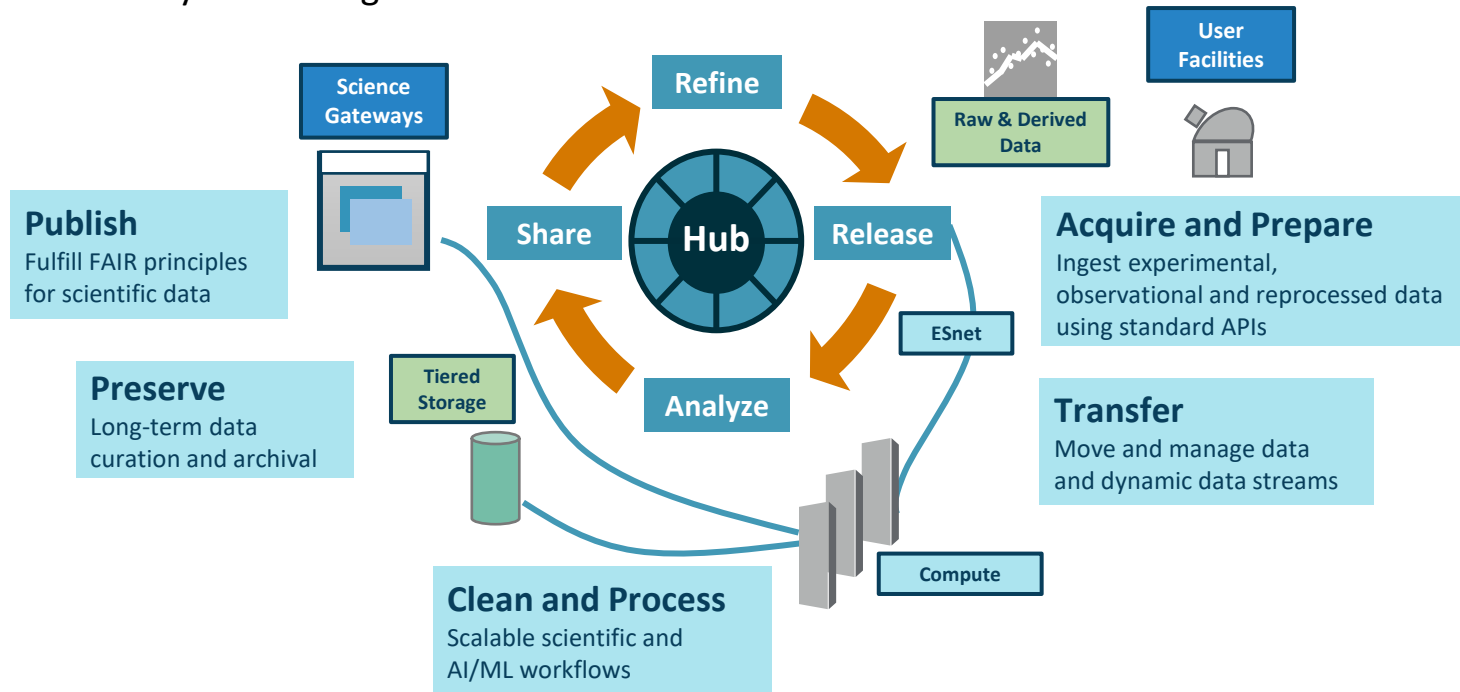 Science
Gateways
Refine
User
Facilities
Raw & Derived
Data
Publish
Fulfill FAIR principles
for scientific data
Share
Hub
Release
Acquire and Prepare
Ingest experimental,
observational and reprocessed data
using standard APIs
ESnet
Preserve
Long-term data
curation and archival
Tiered
Storage
Analyze
Transfer
Move and manage data
and dynamic data streams
Compute
Clean and Process
Scalable scientific and
AI/ML workflows